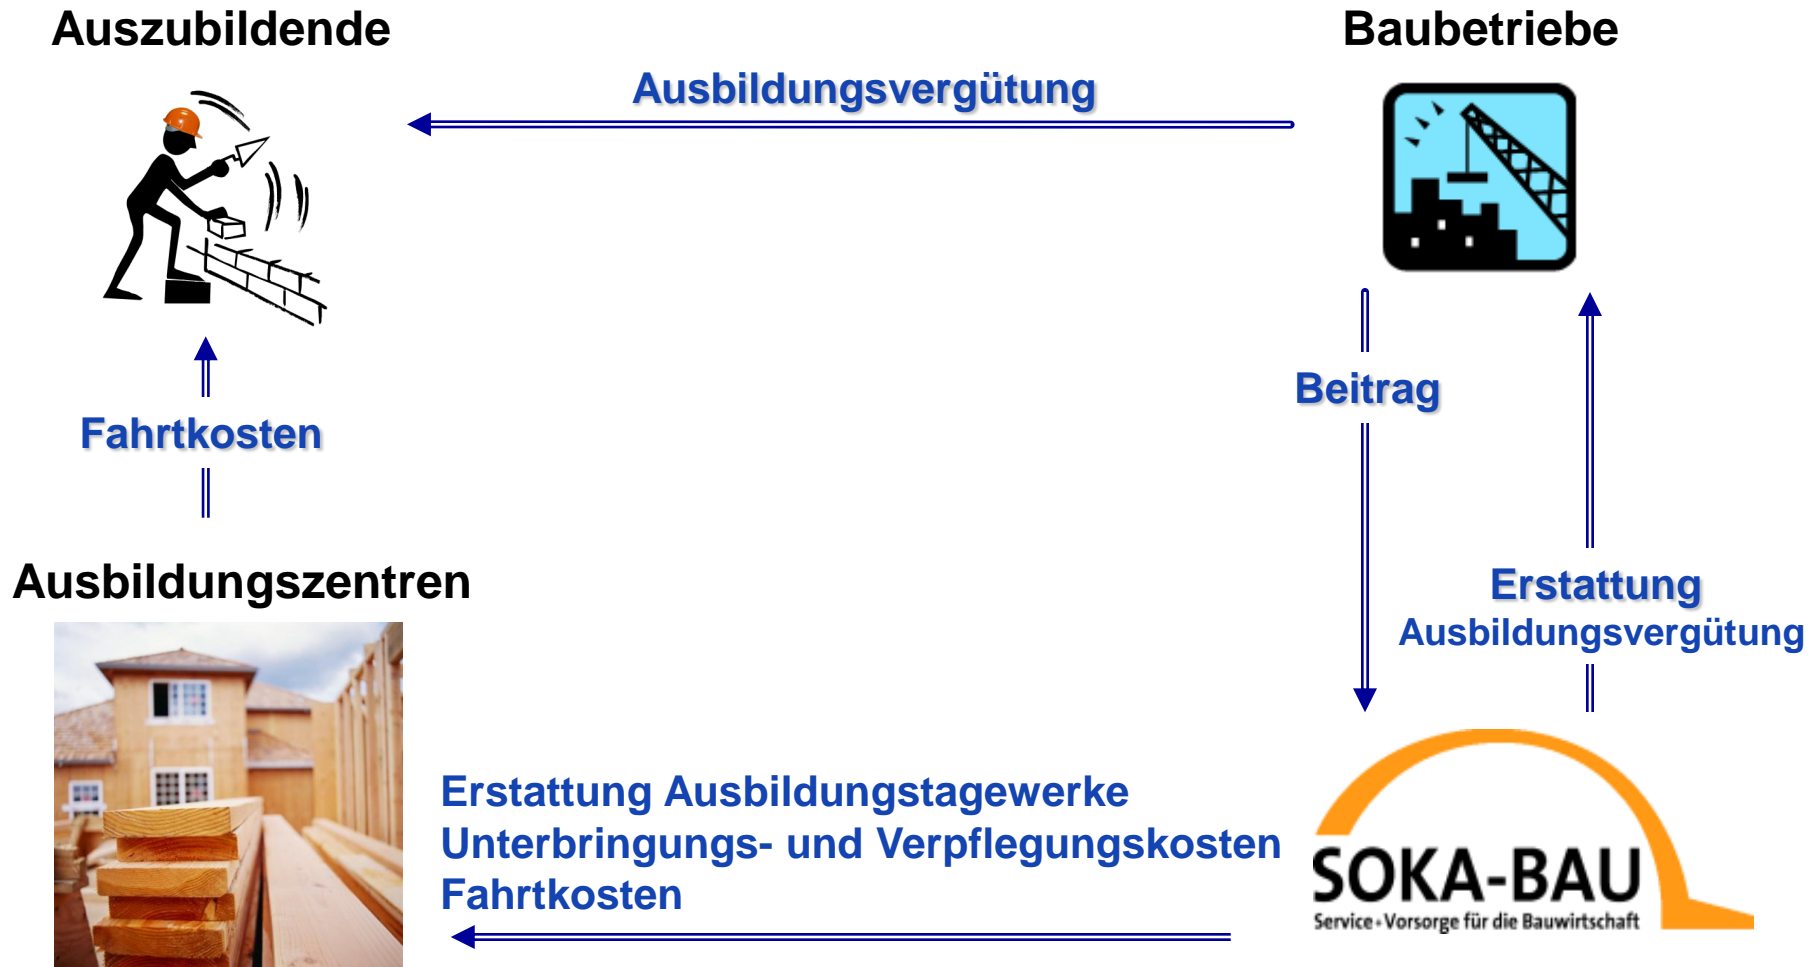 Auszubildende
Baubetriebe
Ausbildungsvergütung
Beitrag
Fahrtkosten
Erstattung
Ausbildungsvergütung
Ausbildungszentren
Erstattung Ausbildungstagewerke
Unterbringungs- und Verpflegungskosten
Fahrtkosten
SOKA-BAU
Service+Vorsorge für die Bauwirtschaft